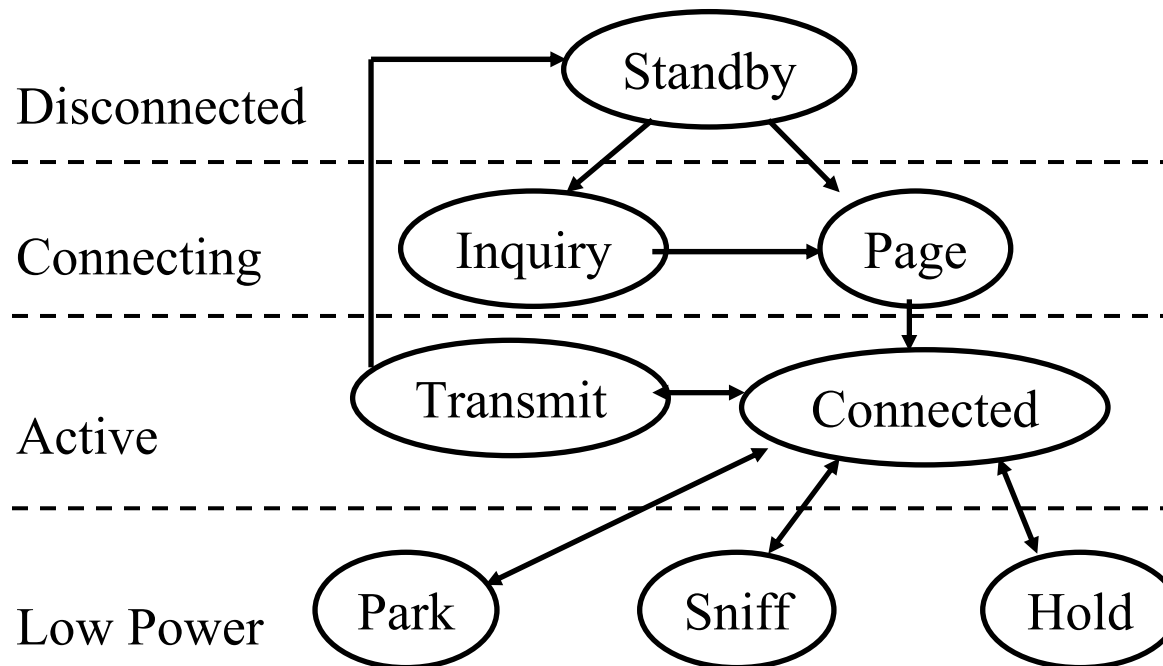 Standby
Disconnected
Inquiry
Page
Connecting
Transmit
Connected
Active
Park
Sniff
Hold
Low Power